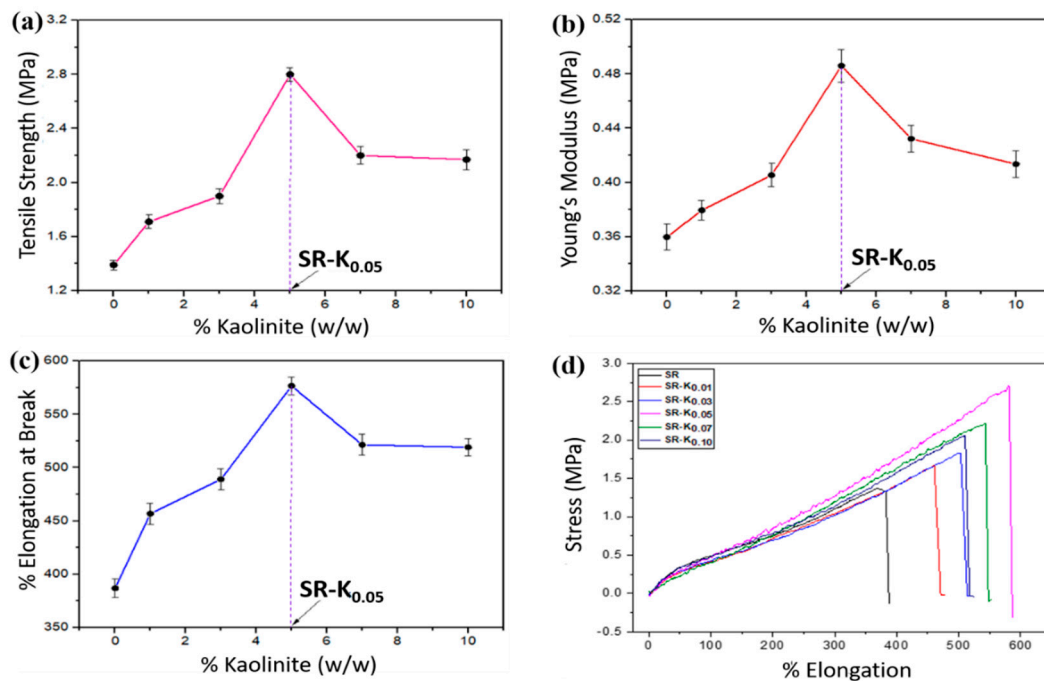 (a)
Tensile Strength (MPa)
3.2
2.8
2.4
2.0
1.6
1.2
SR-K0.05
0 2 4 6 8 10
% Kaolinite (w/w)
(b)
Young's Modulus (MPa)
0.52
0.48
0.44
0.40
0.36
0.32
SR-K0.05
0 2 4 6 8 10
% Kaolinite (w/w)
(c)
% Elongation at Break
600
550
500
450
400
350
SR-K0.05
0 2 4 6 8 10
% Kaolinite (w/w)
(d)
Stress (MPa)
3.0
2.5
2.0
1.5
1.0
0.5
0.0
-0.5
SR
SR-K0.01
SR-K0.03
SR-K0.05
SR-K0.07
SR-K0.10
0 100 200 300 400 500 600
% Elongation